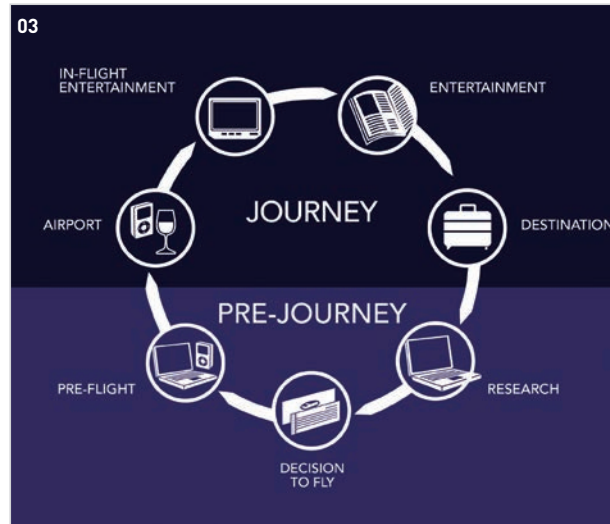 03
IN-FLIGHT
ENTERTAINMENT
ENTERTAINMENT
AIRPORT
JOURNEY
DESTINATION
PRE-JOURNEY
PRE-FLIGHT
RESEARCH
DECISION
TO FLY